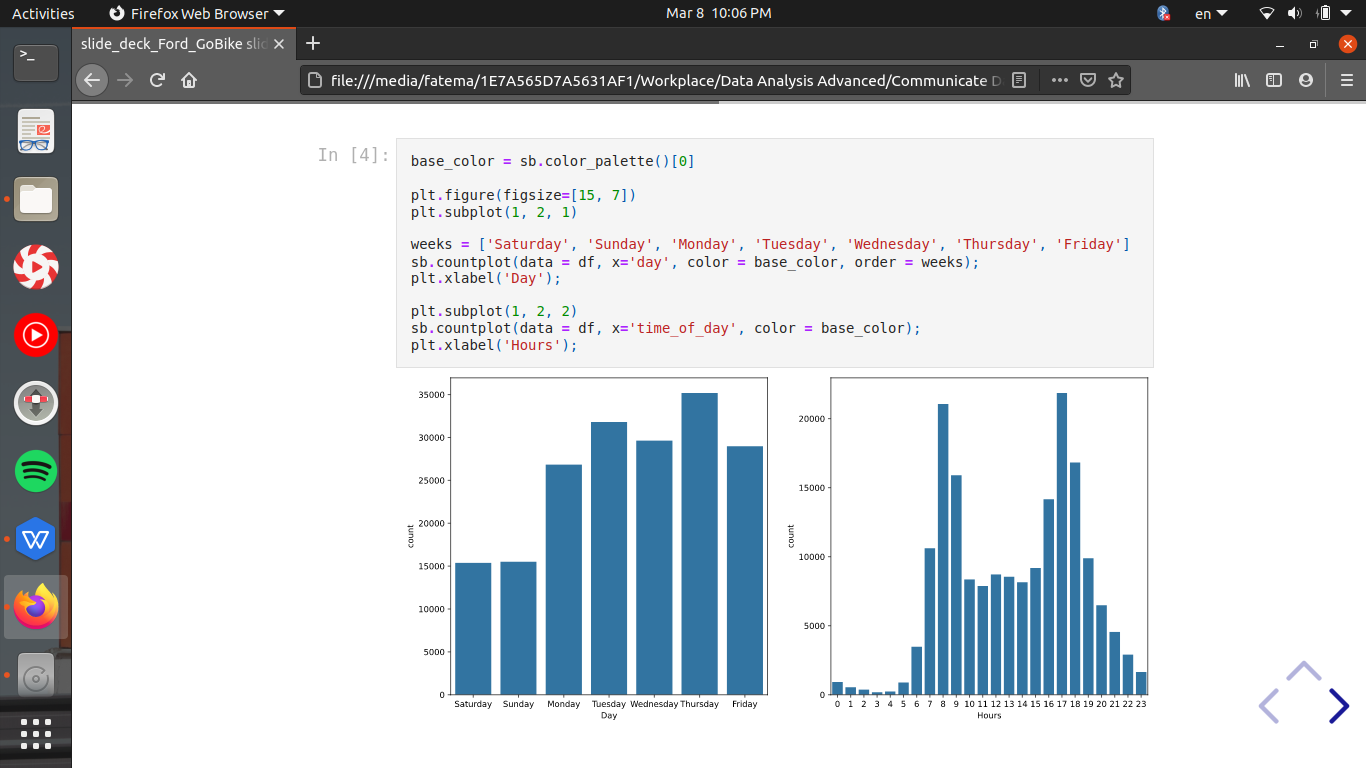 Activities
Firefox Web Browser
Mar 8 10:06 PM
en
slide_deck_Ford_GoBike slid
file:///media/fatema/1E7A565D7A5631AF1/Workplace/Data Analysis Advanced/Communicate D
In [4]:
base_color = sb.color_palette()[0]
plt.figure(figsize=[15, 7])
plt.subplot(1, 2, 1)
weeks = ['Saturday', 'Sunday', 'Monday', 'Tuesday', 'Wednesday', 'Thursday', 'Friday']
sb.countplot(data = df, x='day', color = base_color, order = weeks);
plt.xlabel('Day');
plt.subplot(1, 2, 2)
sb.countplot(data = df, x='time_of_day', color = base_color);
plt.xlabel('Hours');
35000
30000
25000
20000
15000
10000
5000
0
count
Saturday Sunday Monday Tuesday Wednesday Thursday Friday
Day
20000
15000
10000
5000
0
count
0 1 2 3 4 5 6 7 8 9 10 11 12 13 14 15 16 17 18 19 20 21 22 23
Hours